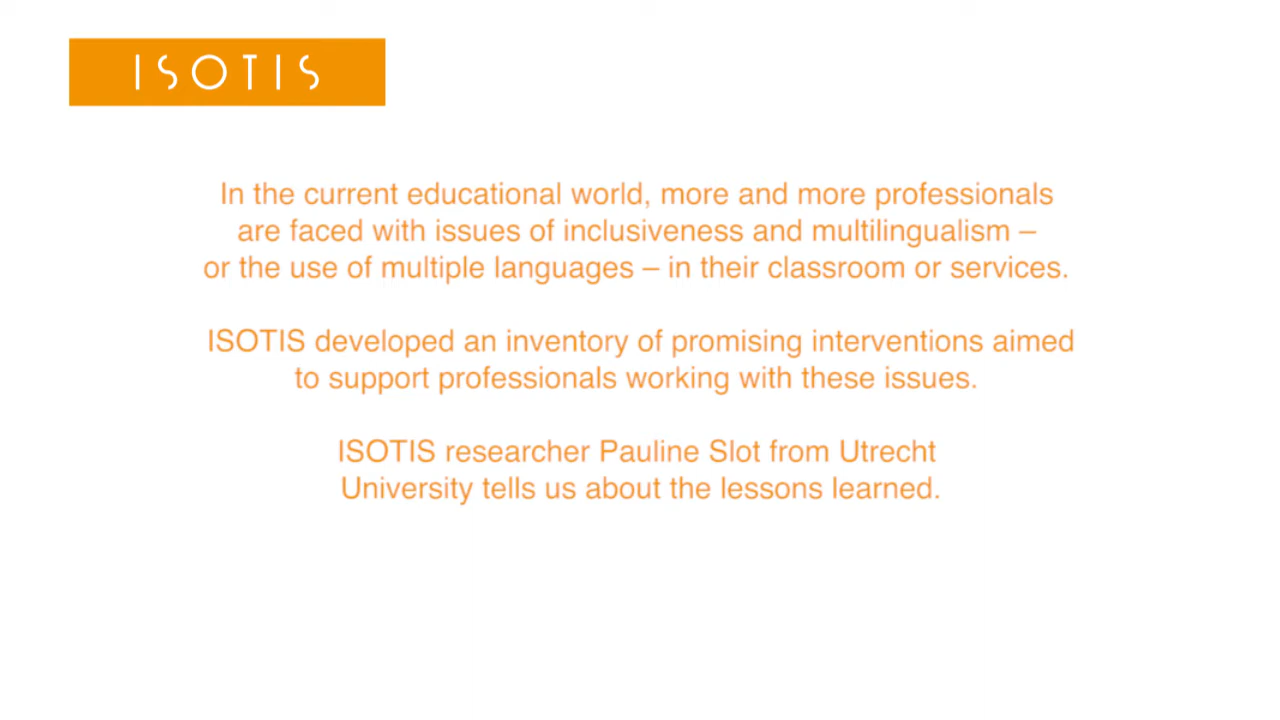 ISOTIS
In the current educational world, more and more professionals
are faced with issues of inclusiveness and multilingualism –
or the use of multiple languages – in their classroom or services.
ISOTIS developed an inventory of promising interventions aimed
to support professionals working with these issues.
ISOTIS researcher Pauline Slot from Utrecht
University tells us about the lessons learned.